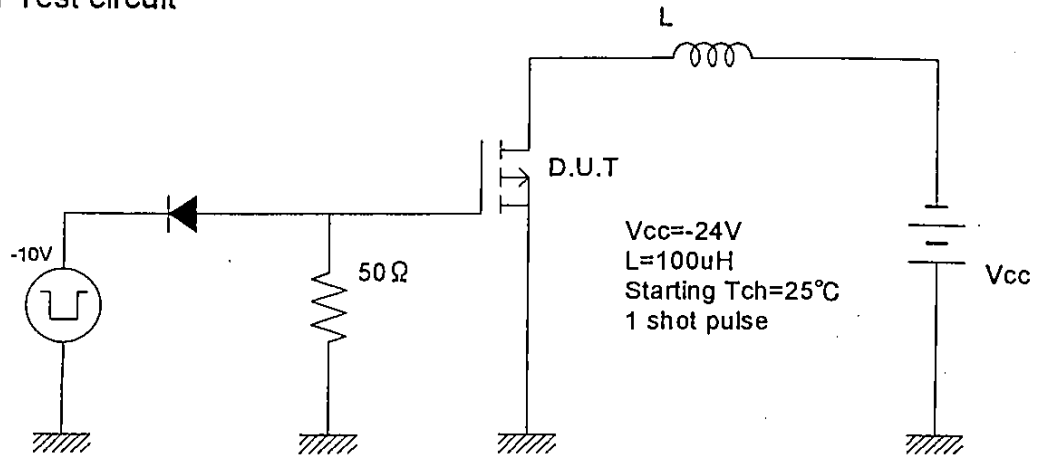 Test circuit
L
D.U.T
-10V
50Ω
Vcc=-24V
L=100uH
Starting Tch=25℃
1 shot pulse
Vcc